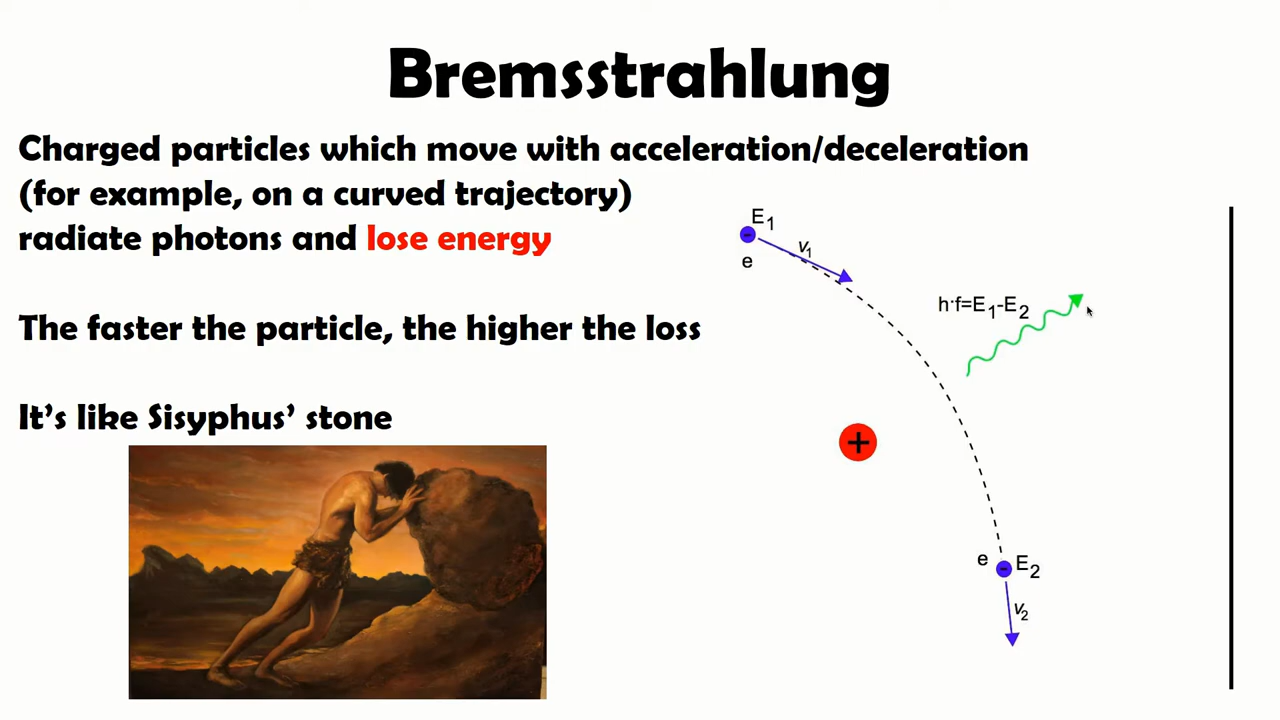 Bremsstrahlung
Charged particles which move with acceleration/deceleration
(for example, on a curved trajectory)
radiate photons and lose energy
The faster the particle, the higher the loss
It's like Sisyphus' stone
E₁
-
e
v₁
h·f=E₁-E₂
+
e
-
E₂
v₂